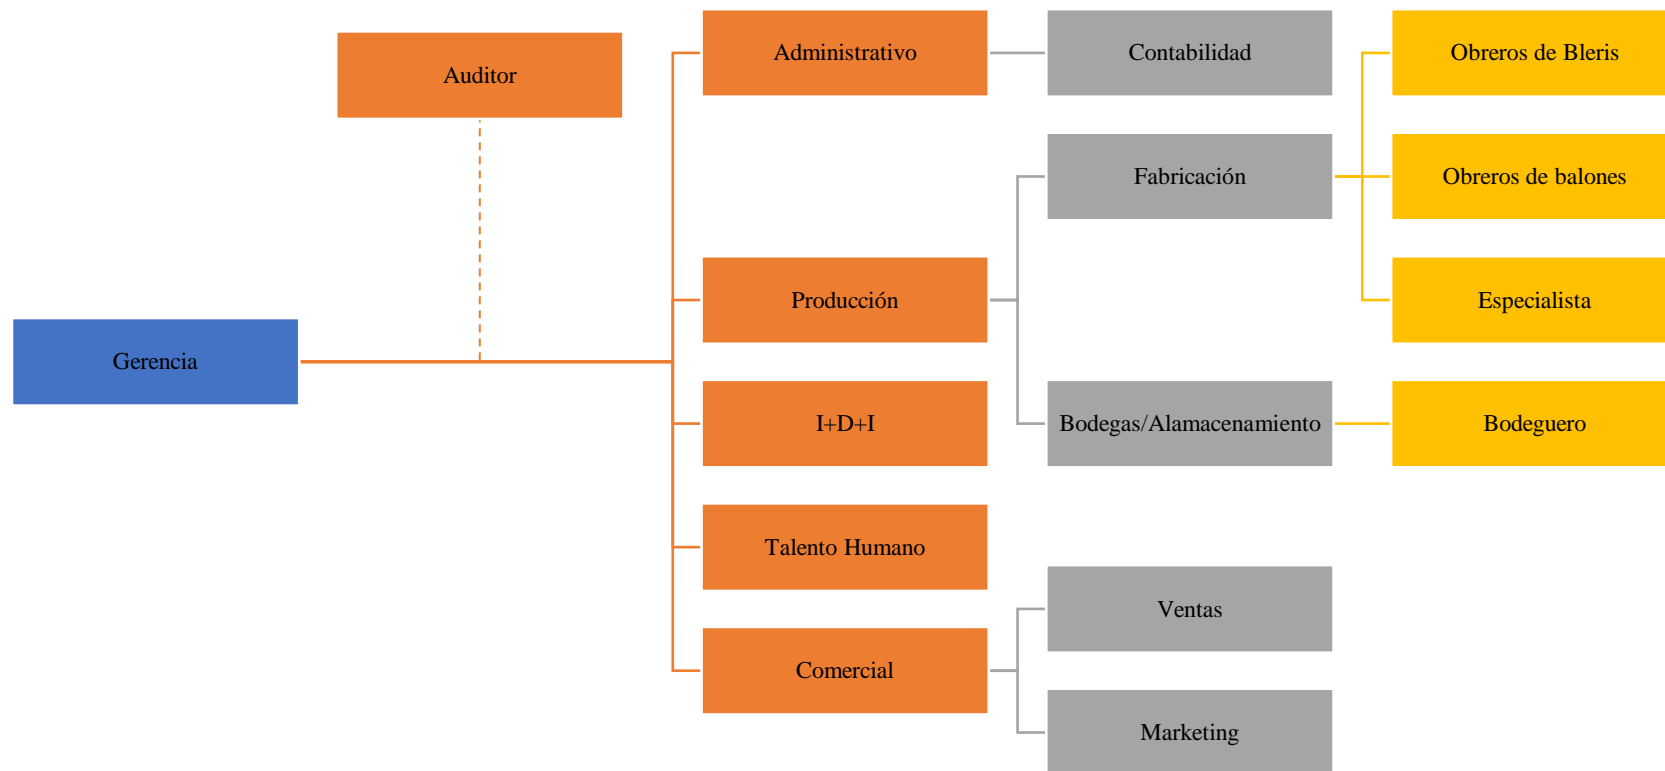 Auditor
Administrativo
Contabilidad
Obreros de Bleris
Fabricación
Obreros de balones
Producción
Especialista
Gerencia
I+D+I
Bodegas/Alamacenamiento
Bodeguero
Talento Humano
Ventas
Comercial
Marketing